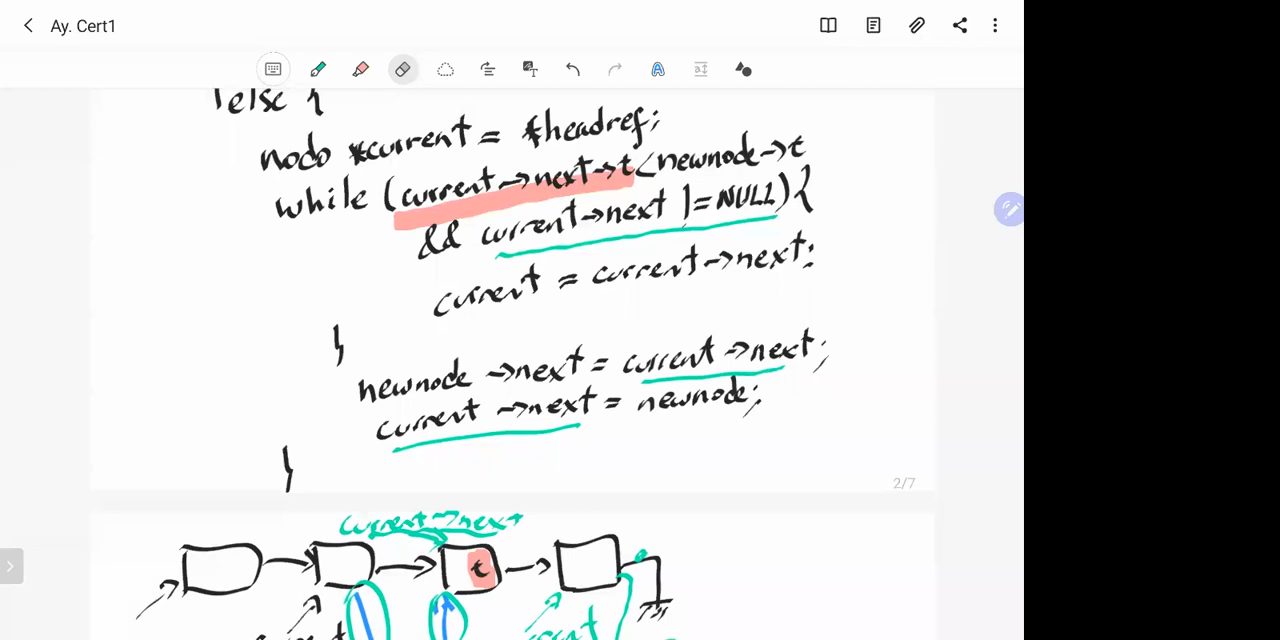 Ay. Cert1
}else {
nodo *current = *headref;
while (current->next->t<newnode->t
&& current->next != NULL) {
current = current->next;
}
newnode ->next = current->next;
current ->next = newnode;
}
2/7
current->next
t